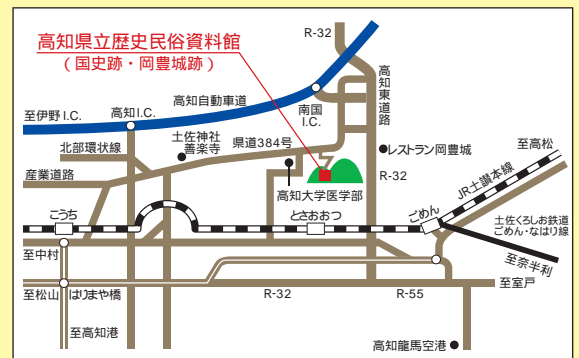 高知県立歴史民俗資料館
(国史跡・岡豊城跡)
R-32
高知東道路
高知自動車道
南国
I.C.
至伊野I.C.
高知I.C.
土佐神社
善楽寺
県道384号
北部環状線
レストラン岡豊城
至高松
産業道路
高知大学医学部
R-32
JR土讃本線
こうち
とさおおつ
ごめん
土佐くろしお鉄道
ごめん・なはり線
至中村
至奈半利
至松山
はりまや橋
R-32
R-55
至室戸
至高知港
高知龍馬空港